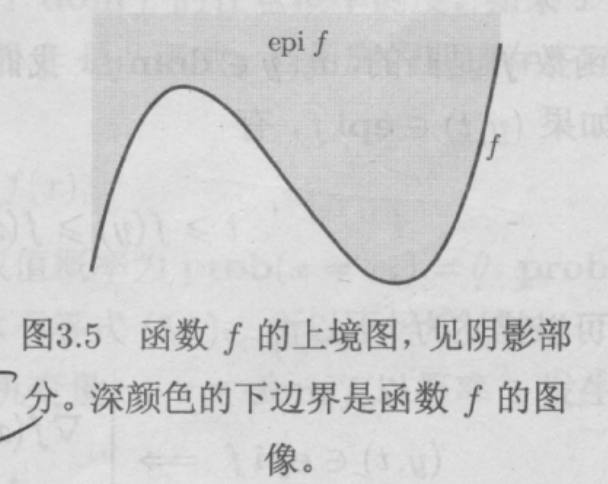 epi f
f
图3.5 函数 f 的上境图, 见阴影部
分。深颜色的下边界是函数 f 的图
像。